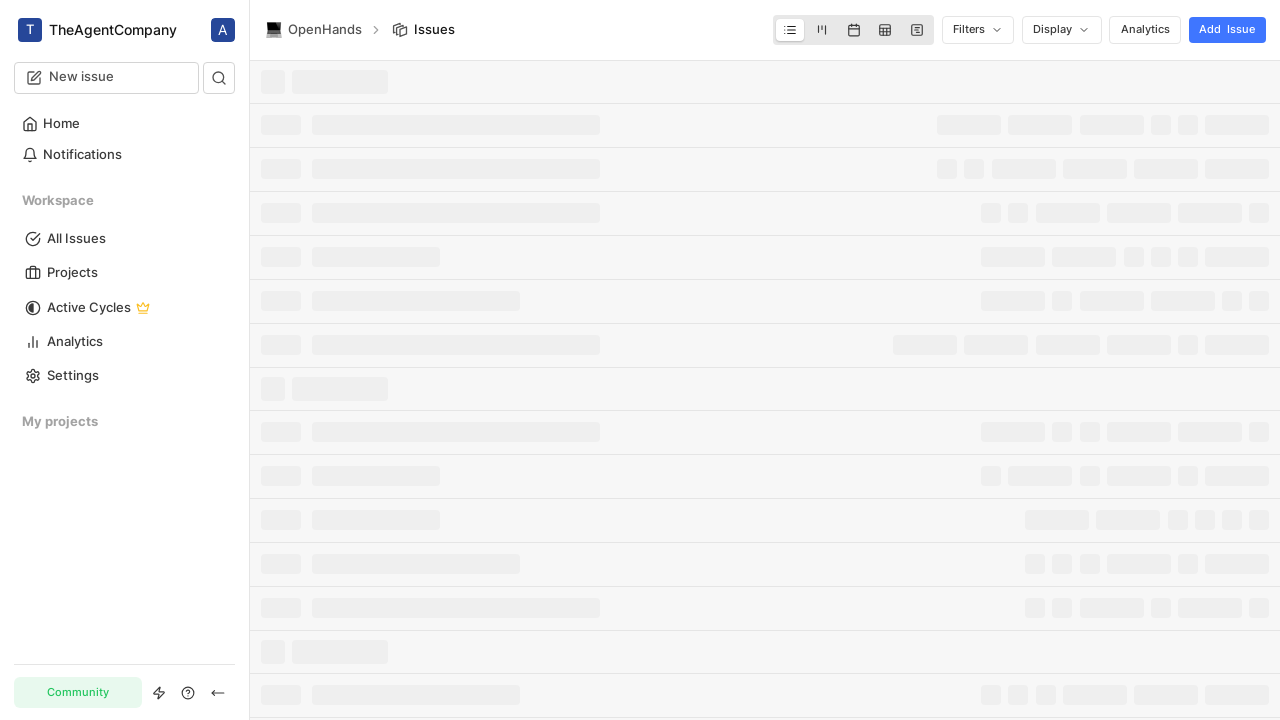 T TheAgentCompany A
OpenHands Issues
Filters Display Analytics Add Issue
New issue
Home
Notifications
Workspace
All Issues
Projects
Active Cycles
Analytics
Settings
My projects
Community